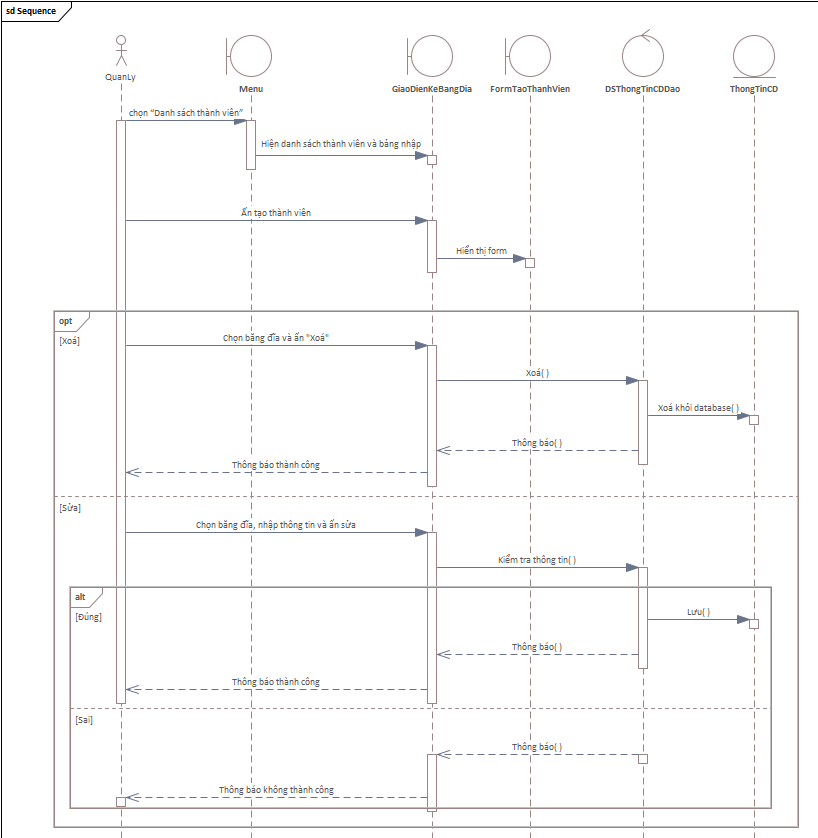 sd Sequence
QuanLy
Menu
GiaoDienKeBangDia
FormTaoThanhVien
DSThongTinCDDao
ThongTinCD
chọn "Danh sách thành viên"
Hiện danh sách thành viên và bảng nhập
Ấn tạo thành viên
Hiển thị form
opt
[Xoá]
Chọn băng đĩa và ấn "Xoá"
Xoá( )
Xoá khỏi database( )
Thông báo( )
Thông báo thành công
[Sửa]
Chọn băng đĩa, nhập thông tin và ấn sửa
Kiểm tra thông tin( )
alt
[Đúng]
Lưu( )
Thông báo( )
Thông báo thành công
[Sai]
Thông báo( )
Thông báo không thành công